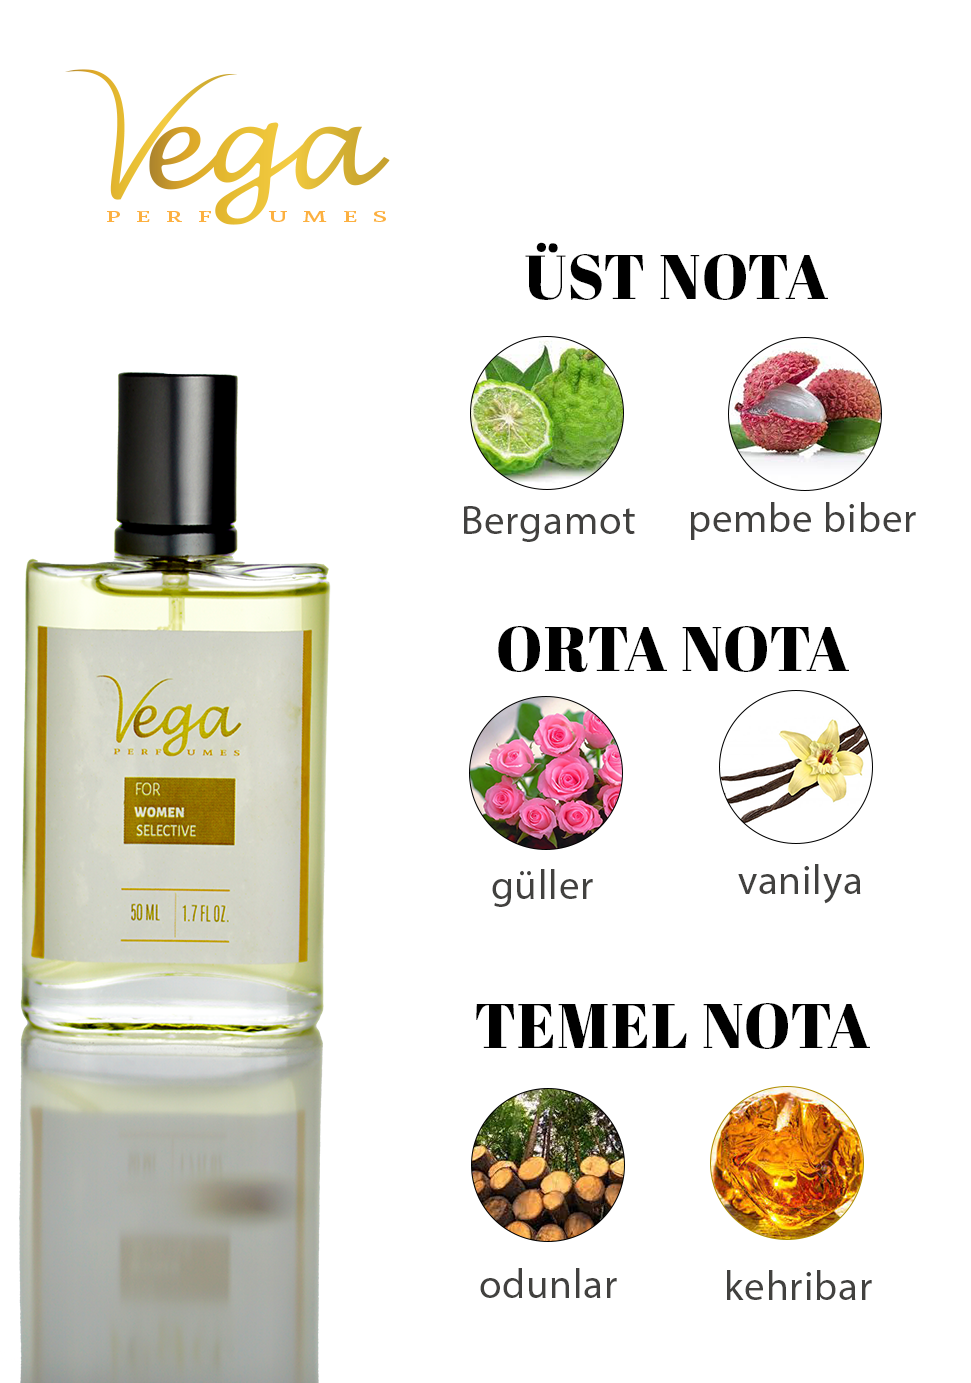 Vega
PERFUMES
ÜST NOTA
Bergamot
pembe biber
ORTA NOTA
güller
vanilya
TEMEL NOTA
odunlar
kehribar
Vega
PERFUMES
FOR
WOMEN
SELECTIVE
50 ML
1.7 FL OZ.